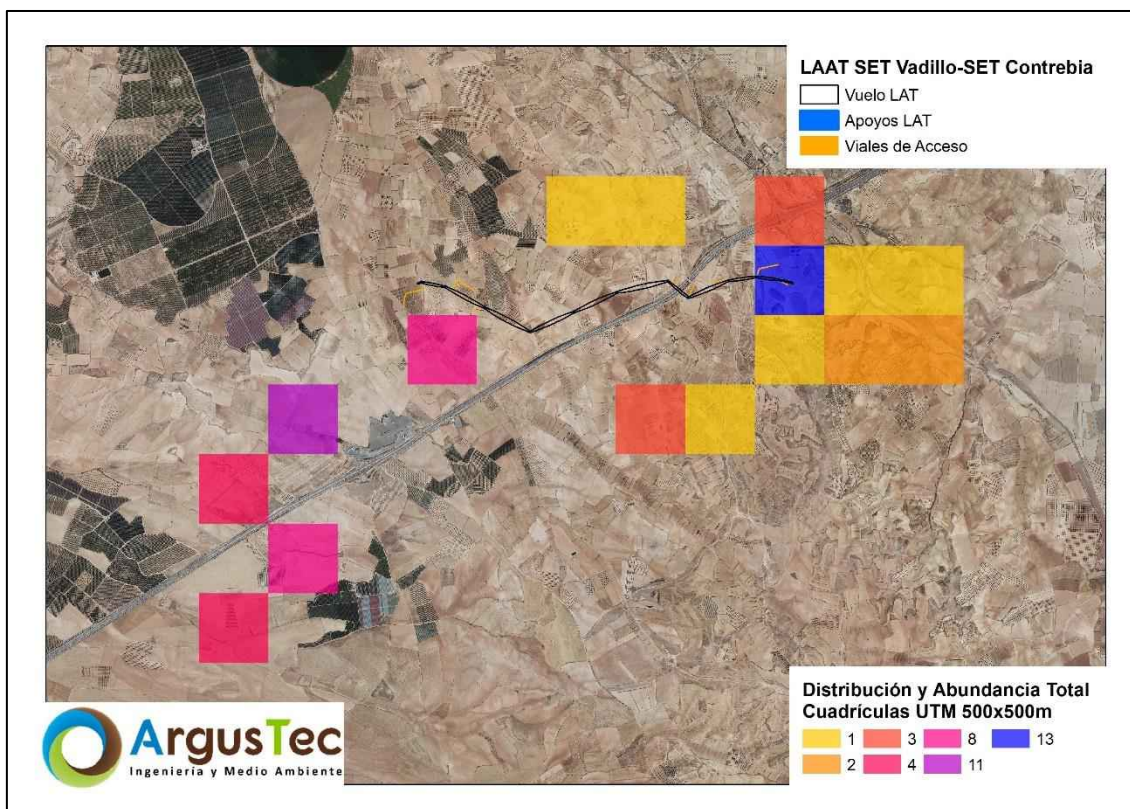 LAAT SET Vadillo-SET Contrebia
Vuelo LAT
Apoyos LAT
Viales de Acceso
Distribución y Abundancia Total
Cuadrículas UTM 500x500m
1 3 8 13
2 4 11
ArgusTec
Ingeniería y Medio Ambiente